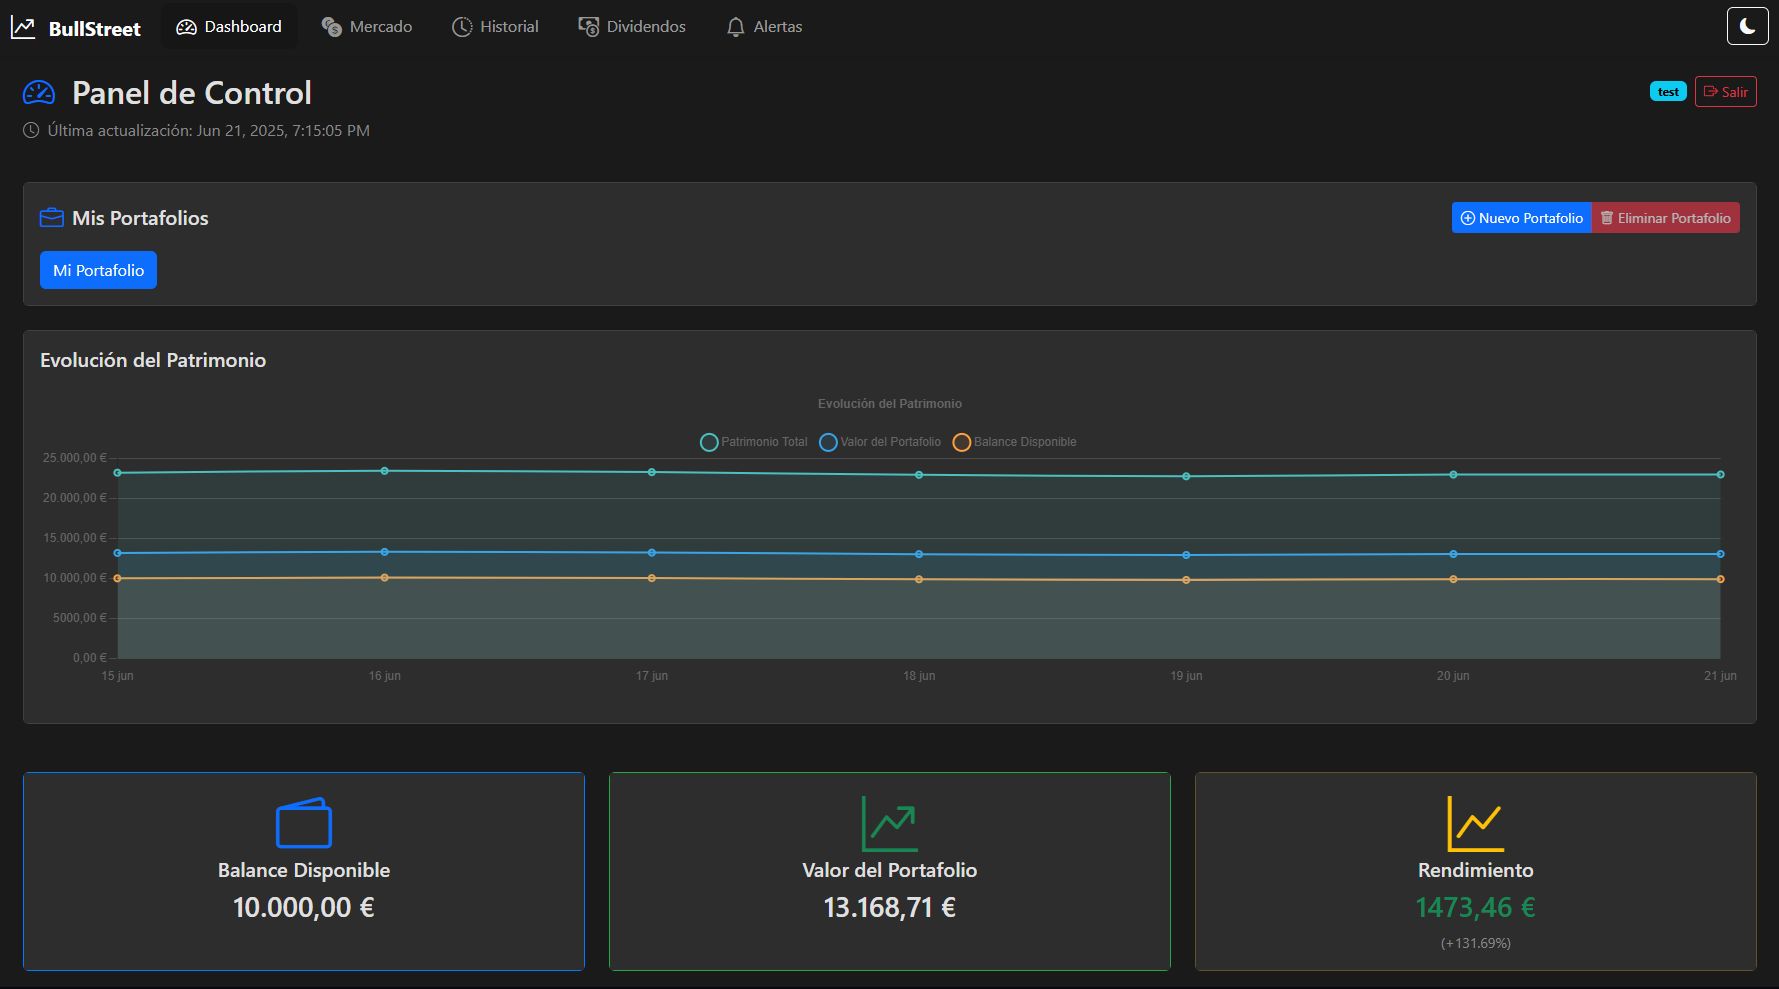 BullStreet Dashboard Mercado Historial Dividendos Alertas
Panel de Control
test Salir
Última actualización: Jun 21, 2025, 7:15:05 PM
Mis Portafolios
Nuevo Portafolio Eliminar Portafolio
Mi Portafolio
Evolución del Patrimonio
Evolución del Patrimonio
Patrimonio Total Valor del Portafolio Balance Disponible
25.000,00 €
20.000,00 €
15.000,00 €
10.000,00 €
5000,00 €
0,00 €
15 jun 16 jun 17 jun 18 jun 19 jun 20 jun 21 jun
Balance Disponible
10.000,00 €
Valor del Portafolio
13.168,71 €
Rendimiento
1473,46 €
(+131.69%)